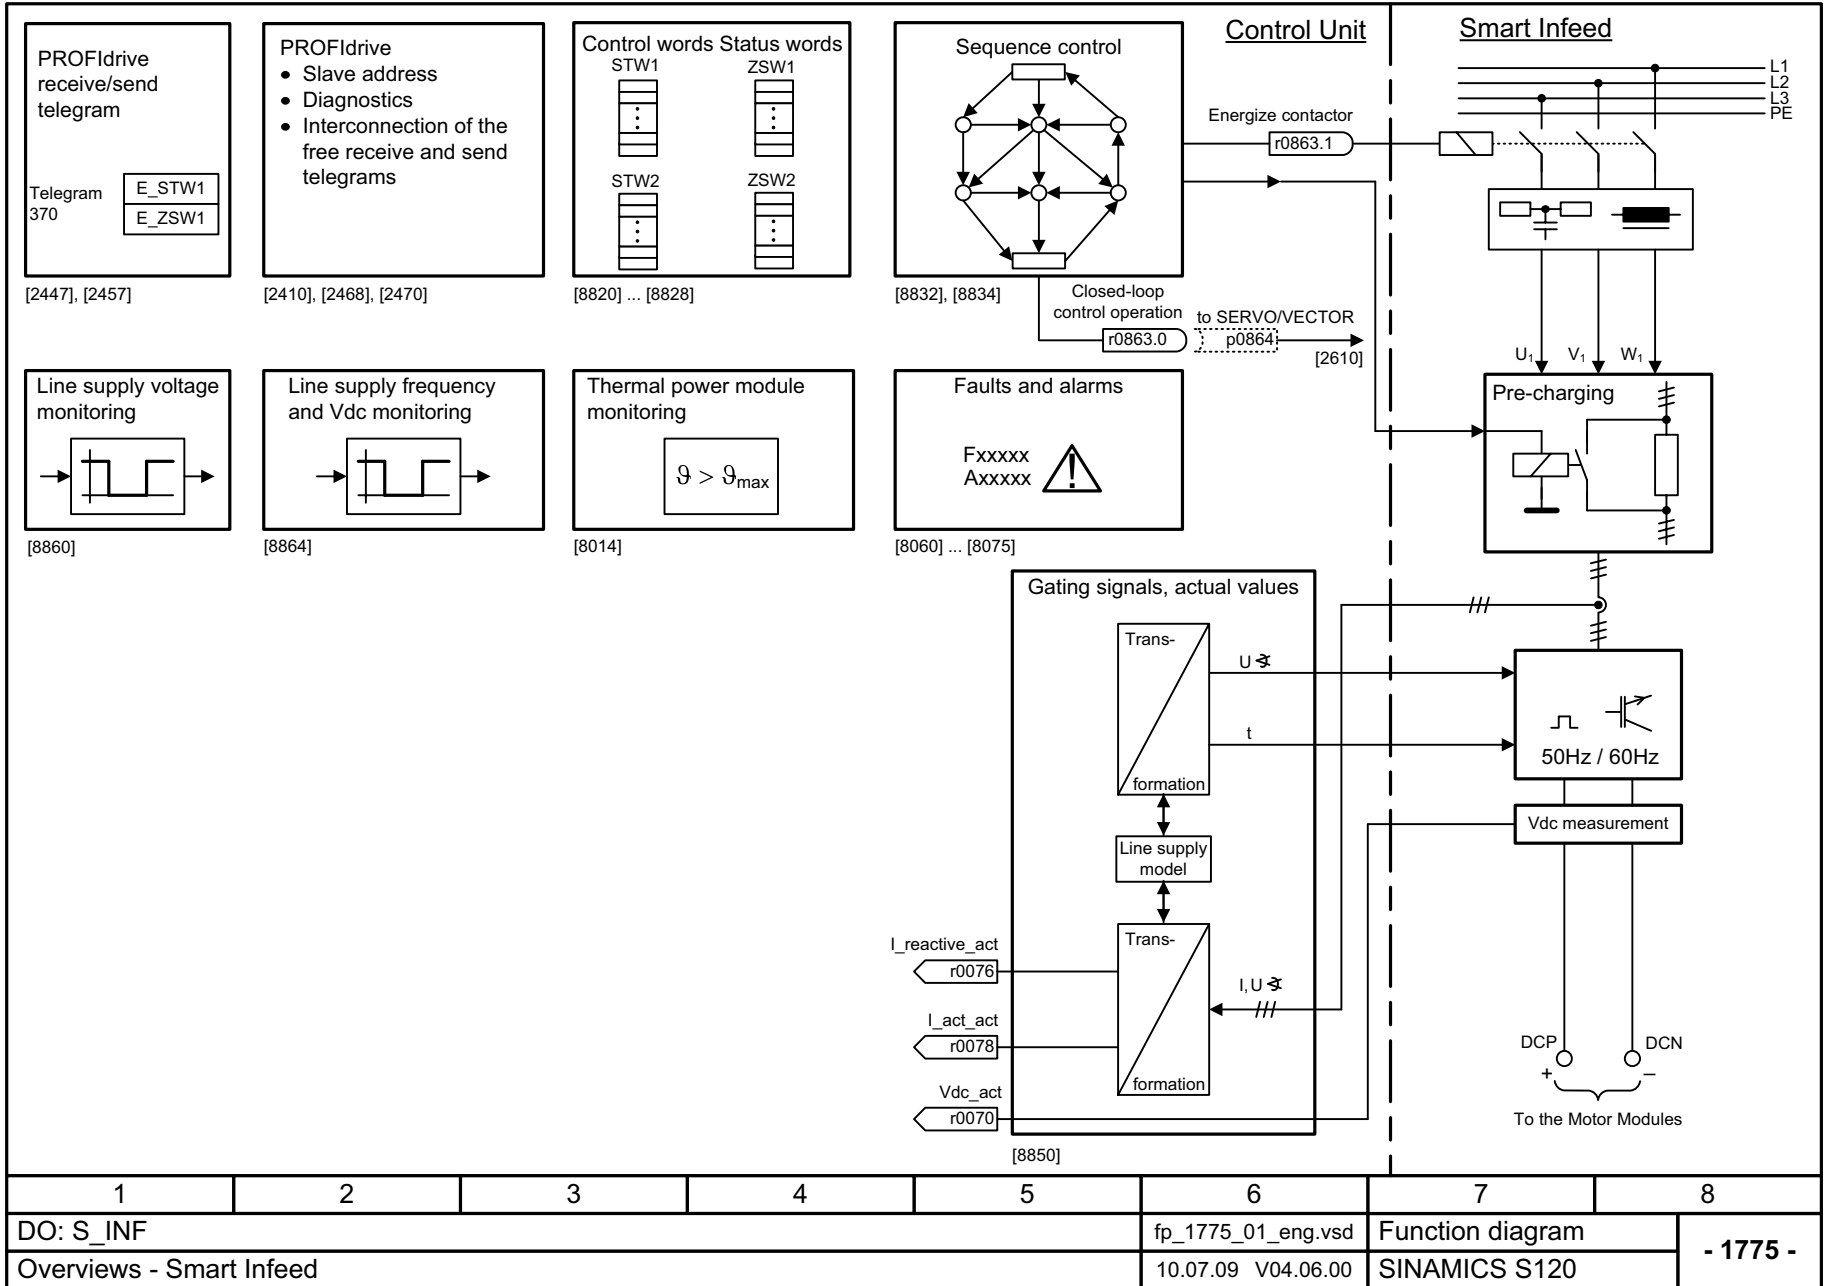 Control Unit
Smart Infeed
PROFIdrive
receive/send
telegram
Telegram
370
E_STW1
E_ZSW1
[2447], [2457]
PROFIdrive
• Slave address
• Diagnostics
• Interconnection of the
free receive and send
telegrams
[2410], [2468], [2470]
Control words Status words
STW1
ZSW1
STW2
ZSW2
[8820] ... [8828]
Sequence control
[8832], [8834]
Energize contactor
r0863.1
Closed-loop
control operation
r0863.0
to SERVO/VECTOR
p0864
[2610]
L1
L2
L3
PE
U1
V1
W1
Pre-charging
Line supply voltage
monitoring
[8860]
Line supply frequency
and Vdc monitoring
[8864]
Thermal power module
monitoring
ϑ > ϑmax
[8014]
Faults and alarms
Fxxxxx
Axxxxx
!
[8060] ... [8075]
Gating signals, actual values
Trans-
formation
U ∢
t
Line supply
model
Trans-
formation
I,U ∢
I_reactive_act
r0076
I_act_act
r0078
Vdc_act
r0070
[8850]
50Hz / 60Hz
Vdc measurement
DCP
DCN
+
−
To the Motor Modules
1 2 3 4 5 6 7 8
DO: S_INF
fp_1775_01_eng.vsd
Function diagram
- 1775 -
Overviews - Smart Infeed
10.07.09 V04.06.00
SINAMICS S120